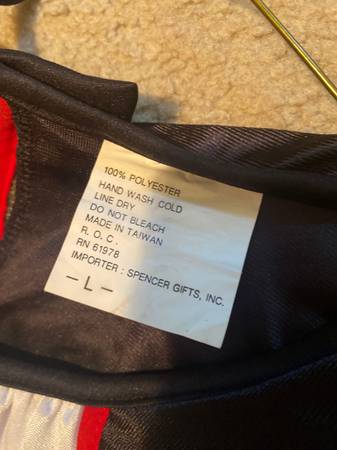 100% POLYESTER
HAND WASH COLD
LINE DRY
DO NOT BLEACH
MADE IN TAIWAN
R. O. C.
RN 61978
IMPORTER : SPENCER GIFTS, INC.
- L -